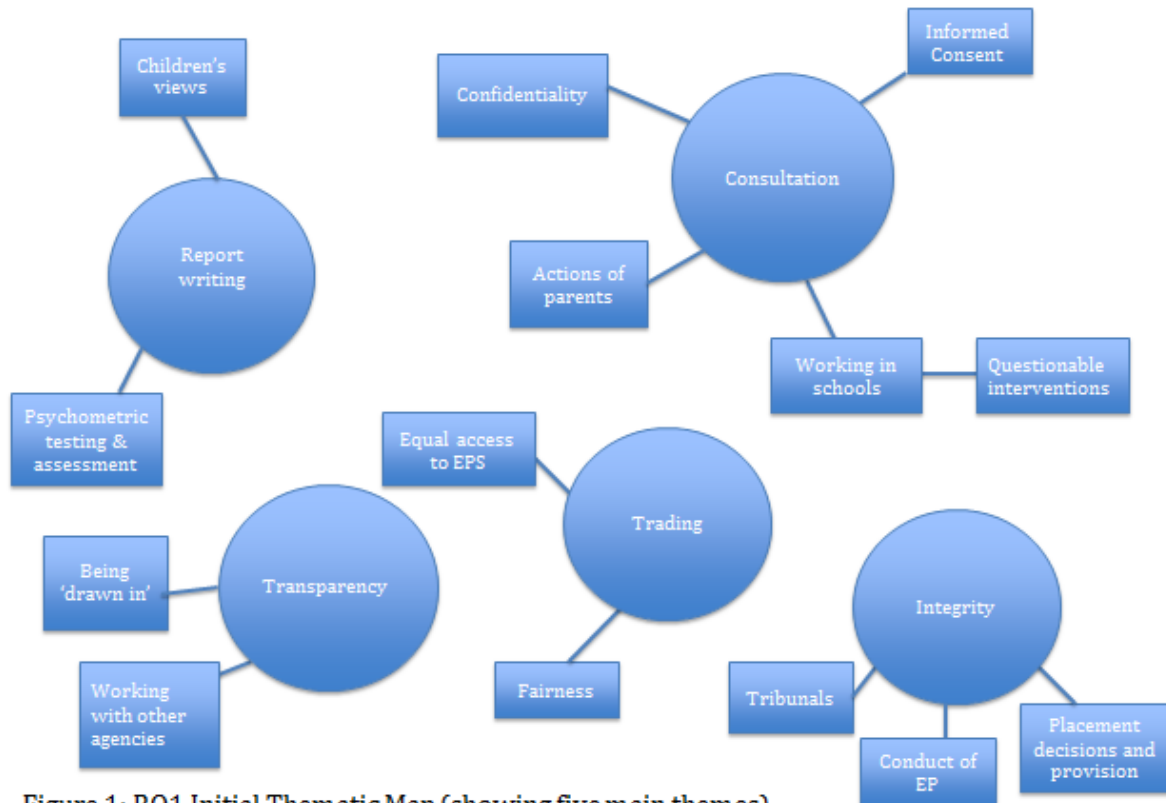 Children's
views
Report
writing
Psychometric
testing &
assessment
Informed
Consent
Confidentiality
Consultation
Actions of
parents
Working in
schools
Questionable
interventions
Equal access
to EPS
Trading
Fairness
Being
'drawn in'
Transparency
Working
with other
agencies
Integrity
Tribunals
Conduct of
EP
Placement
decisions and
provision
Figure 1: RQ1 Initial Thematic Map (showing five main themes)